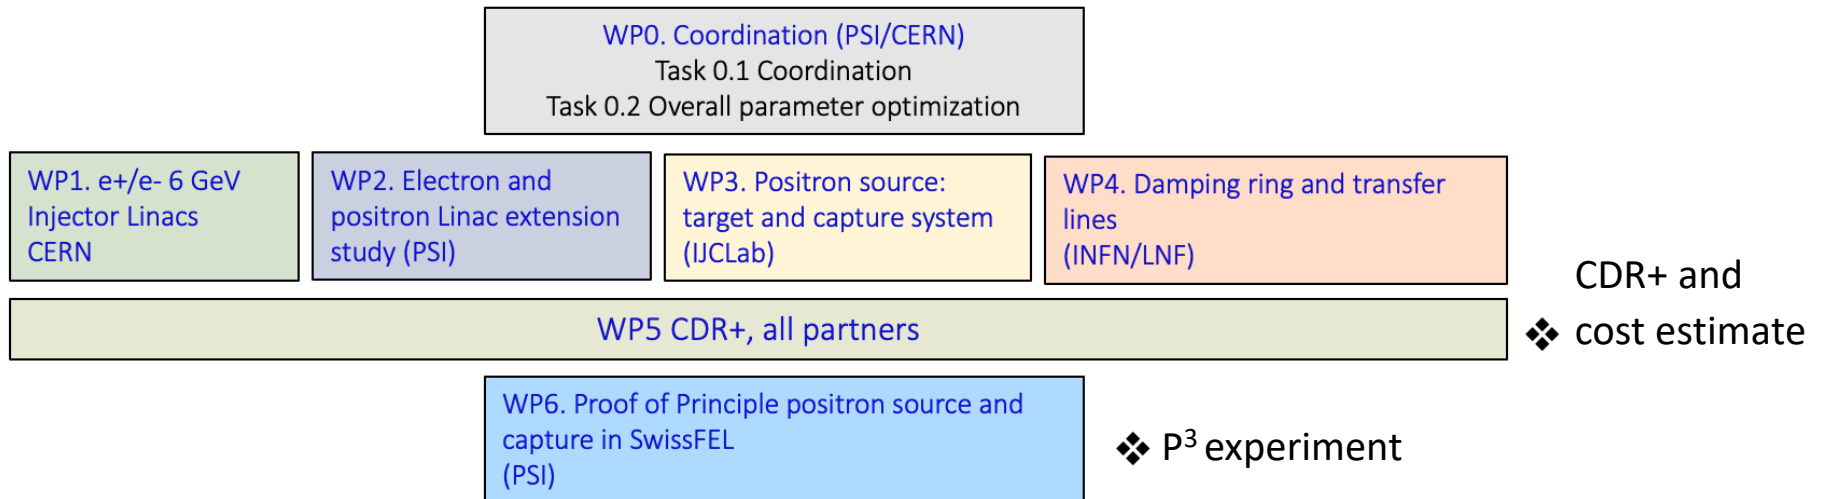 WP0. Coordination (PSI/CERN)
Task 0.1 Coordination
Task 0.2 Overall parameter optimization
WP1. e+/e- 6 GeV
Injector Linacs
CERN
WP2. Electron and
positron Linac extension
study (PSI)
WP3. Positron source:
target and capture system
(IJCLab)
WP4. Damping ring and transfer
lines
(INFN/LNF)
WP5 CDR+, all partners
CDR+ and
❖ cost estimate
WP6. Proof of Principle positron source and
capture in SwissFEL
(PSI)
❖ P³ experiment